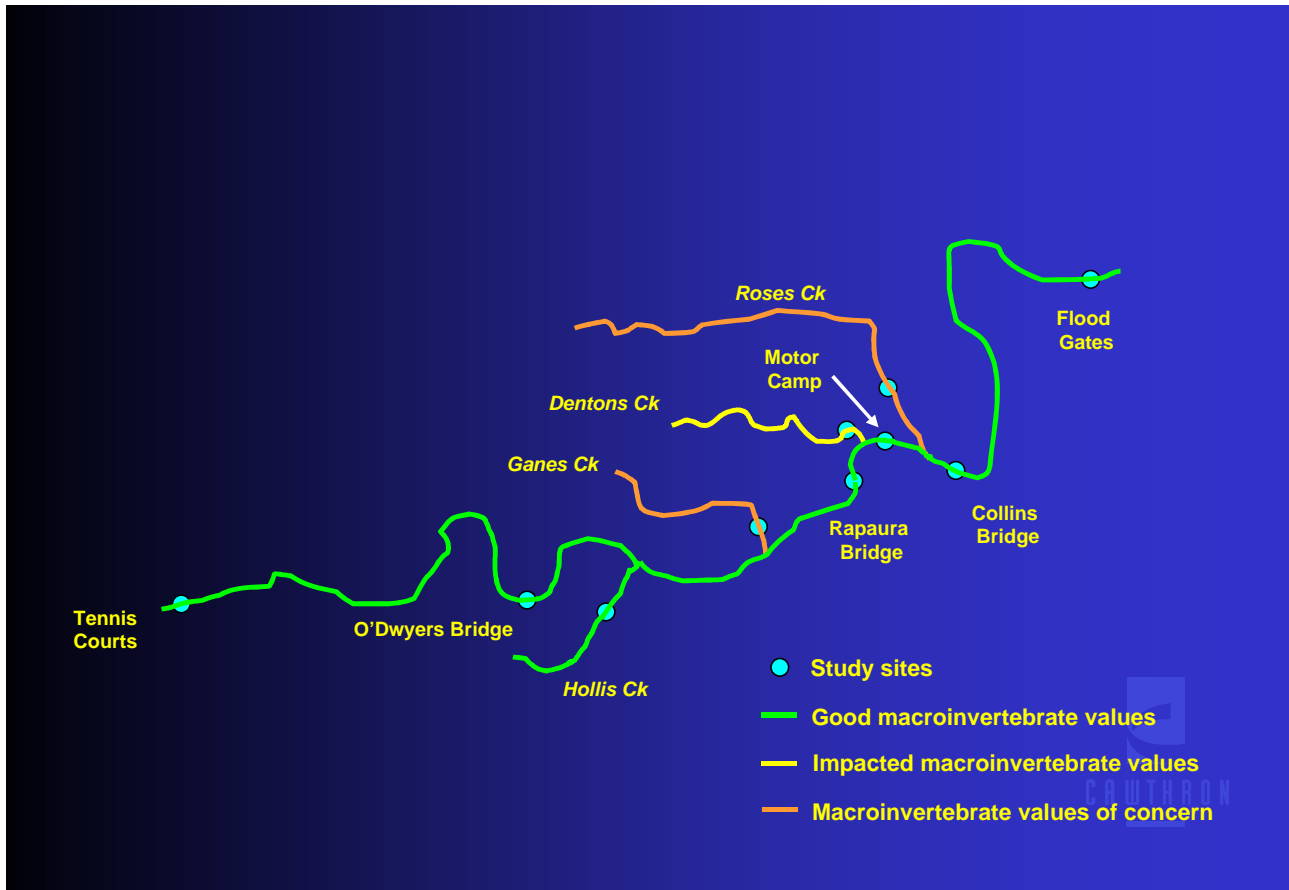 Roses Ck
Flood
Gates
Motor
Camp
Dentons Ck
Ganes Ck
Collins
Bridge
Rapaura
Bridge
Tennis
Courts
O'Dwyers Bridge
Hollis Ck
Study sites
Good macroinvertebrate values
Impacted macroinvertebrate values
CAWTHRON
Macroinvertebrate values of concern